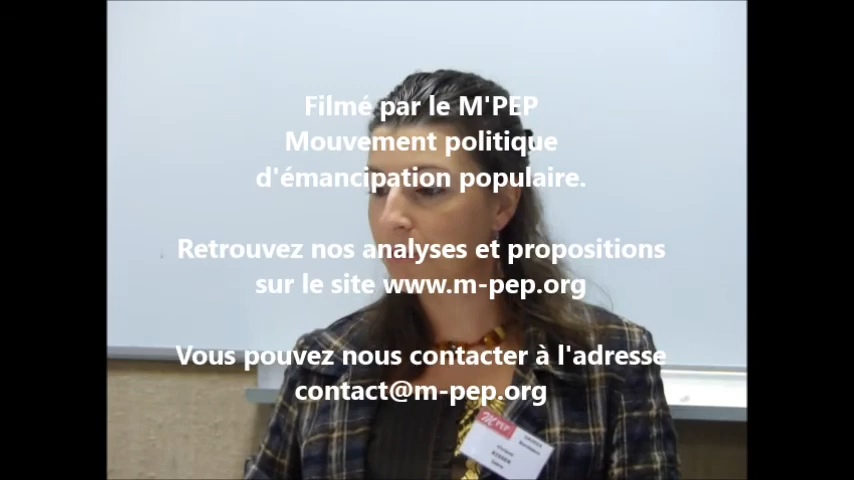 Filmé par le M'PEP
Mouvement politique
d'émancipation populaire.
Retrouvez nos analyses et propositions
sur le site www.m-pep.org
Vous pouvez nous contacter à l'adresse
contact@m-pep.org
M PEP